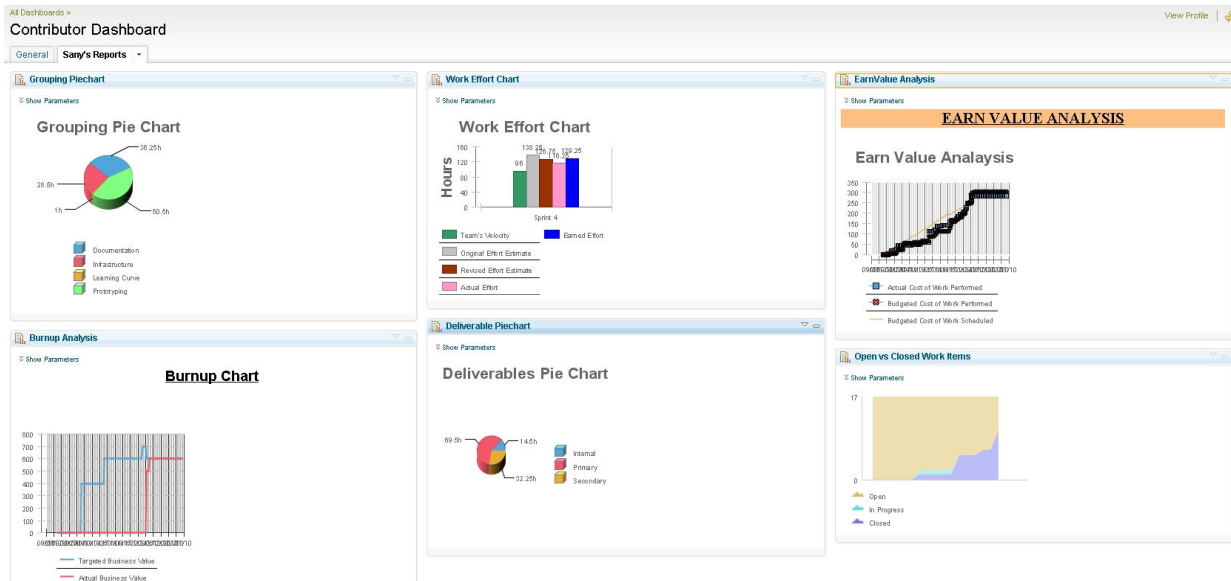 All Dashboards »
View Profile
Contributor Dashboard
General
Sany's Reports
Grouping Piechart
Show Parameters
Grouping Pie Chart
36.25h
28.5h
1h
60.5h
Documentation
Infrastructure
Learning Curve
Prototyping
Burnup Analysis
Show Parameters
Burnup Chart
800
700
600
500
400
300
200
100
0
Targeted Business Value
Actual Business Value
Work Effort Chart
Show Parameters
Work Effort Chart
Hours
160
120
80
40
0
96
138.25
126.75
116.25
129.25
Sprint 4
Team's Velocity
Earned Effort
Original Effort Estimate
Revised Effort Estimate
Actual Effort
Deliverable Piechart
Show Parameters
Deliverables Pie Chart
69.5h
14.5h
32.25h
Internal
Primary
Secondary
EarnValue Analysis
Show Parameters
EARN VALUE ANALYSIS
Earn Value Analaysis
350
300
250
200
150
100
50
0
Actual Cost of Work Performed
Budgeted Cost of Work Performed
Budgeted Cost of Work Scheduled
Open vs Closed Work Items
Show Parameters
17
0
Open
In Progress
Closed